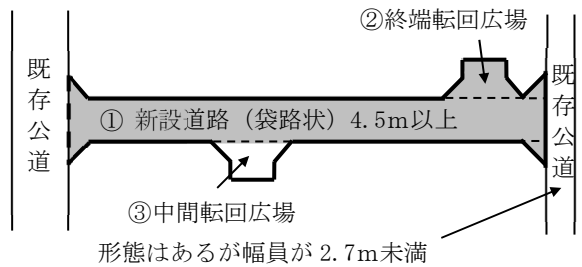 ②終端転回広場
既存公道
① 新設道路（袋路状）4.5m以上
既存公道
③中間転回広場
形態はあるが幅員が 2.7m未満